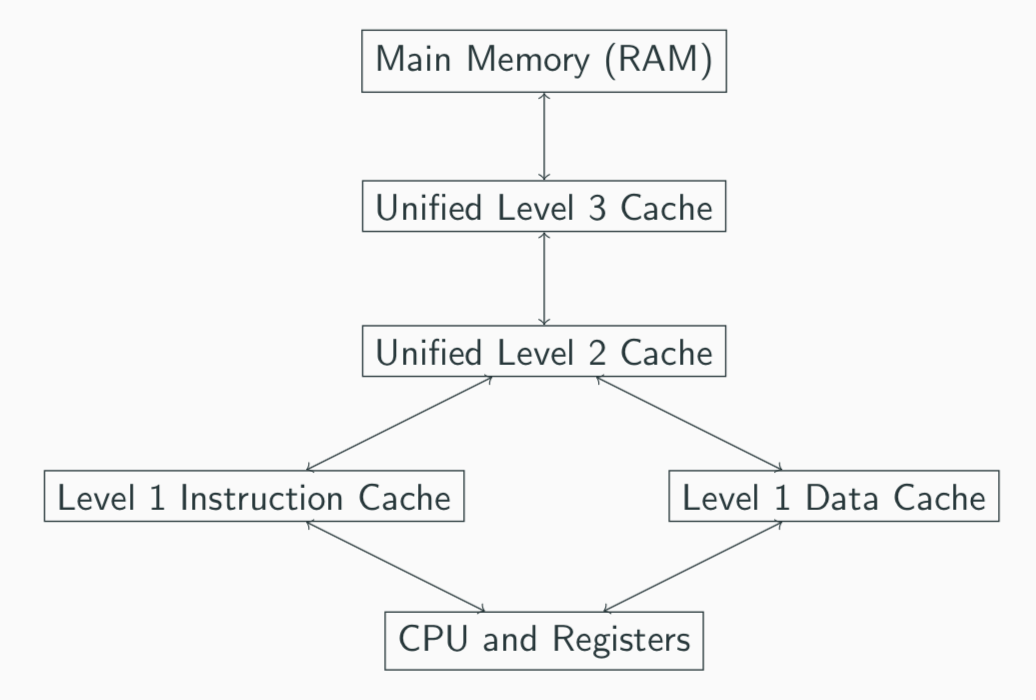 Main Memory (RAM)
Unified Level 3 Cache
Unified Level 2 Cache
Level 1 Instruction Cache
Level 1 Data Cache
CPU and Registers